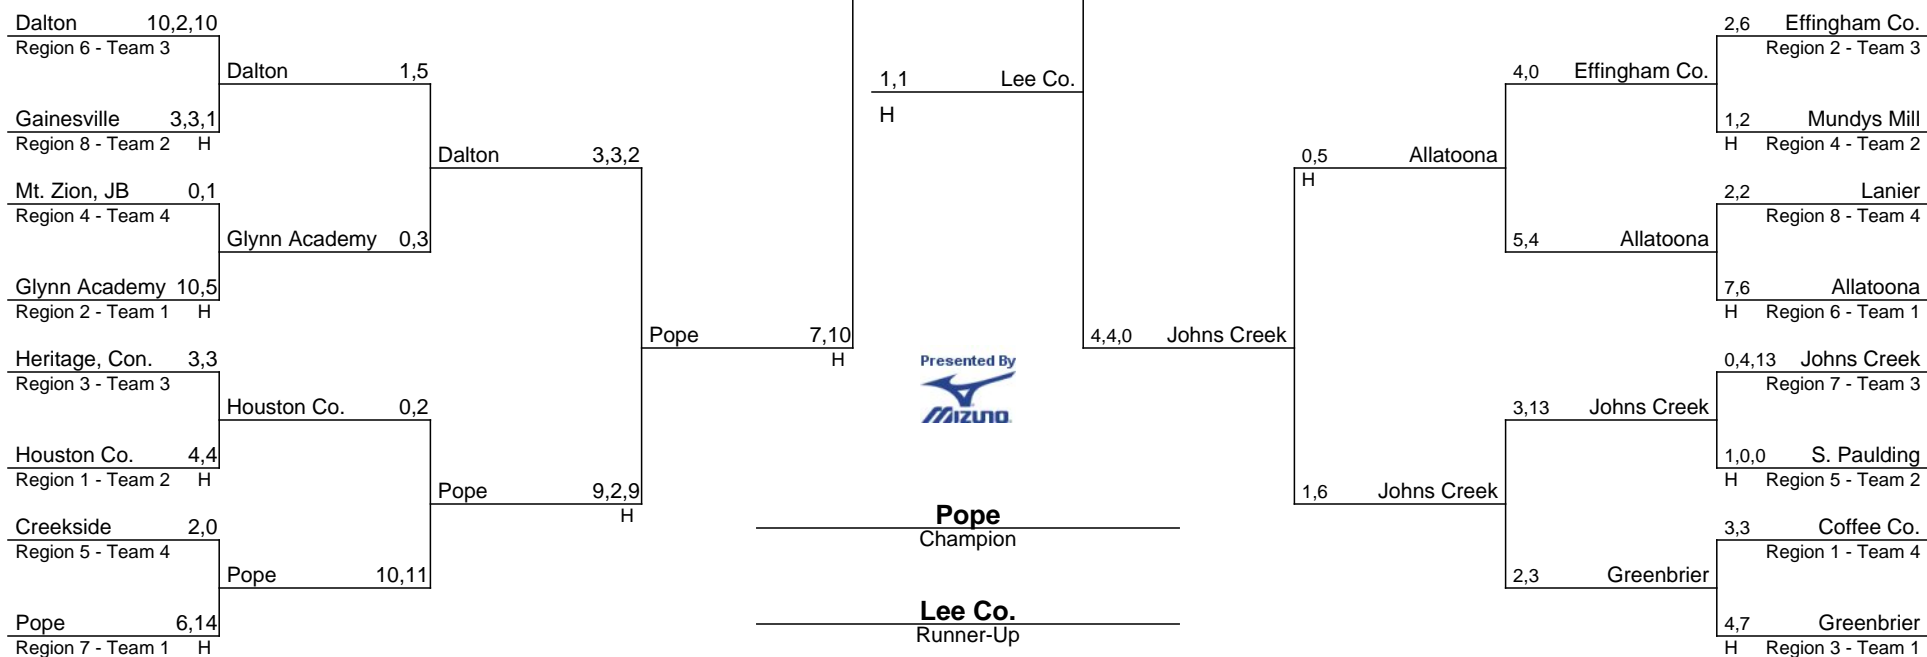 Dalton 10,2,10
Region 6 - Team 3
Gainesville 3,3,1
Region 8 - Team 2 H
Mt. Zion, JB 0,1
Region 4 - Team 4
Glynn Academy 10,5
Region 2 - Team 1 H
Heritage, Con. 3,3
Region 3 - Team 3
Houston Co. 4,4
Region 1 - Team 2 H
Creekside 2,0
Region 5 - Team 4
Pope 6,14
Region 7 - Team 1 H
Dalton 1,5
Glynn Academy 0,3
Houston Co. 0,2
Pope 10,11
Dalton 3,3,2
Pope 9,2,9
H
Pope 7,10
H
1,1 Lee Co.
H
Presented By
MIZUNO
Pope
Champion
Lee Co.
Runner-Up
4,4,0 Johns Creek
0,5 Allatoona
H
1,6 Johns Creek
4,0 Effingham Co.
5,4 Allatoona
3,13 Johns Creek
2,3 Greenbrier
2,6 Effingham Co.
Region 2 - Team 3
1,2 Mundys Mill
H Region 4 - Team 2
2,2 Lanier
Region 8 - Team 4
7,6 Allatoona
H Region 6 - Team 1
0,4,13 Johns Creek
Region 7 - Team 3
1,0,0 S. Paulding
H Region 5 - Team 2
3,3 Coffee Co.
Region 1 - Team 4
4,7 Greenbrier
H Region 3 - Team 1